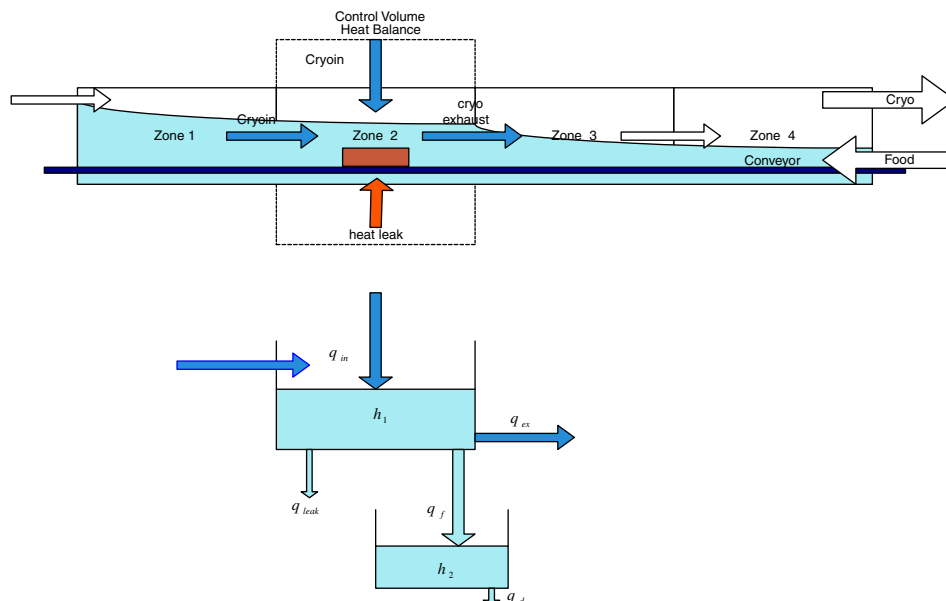 Control Volume
Heat Balance
Cryoin
Cryoin
cryo
exhaust
Cryo
Zone 1
Zone 2
Zone 3
Zone 4
Conveyor
Food
heat leak
q in
h 1
q ex
q leak
q f
h 2
q d